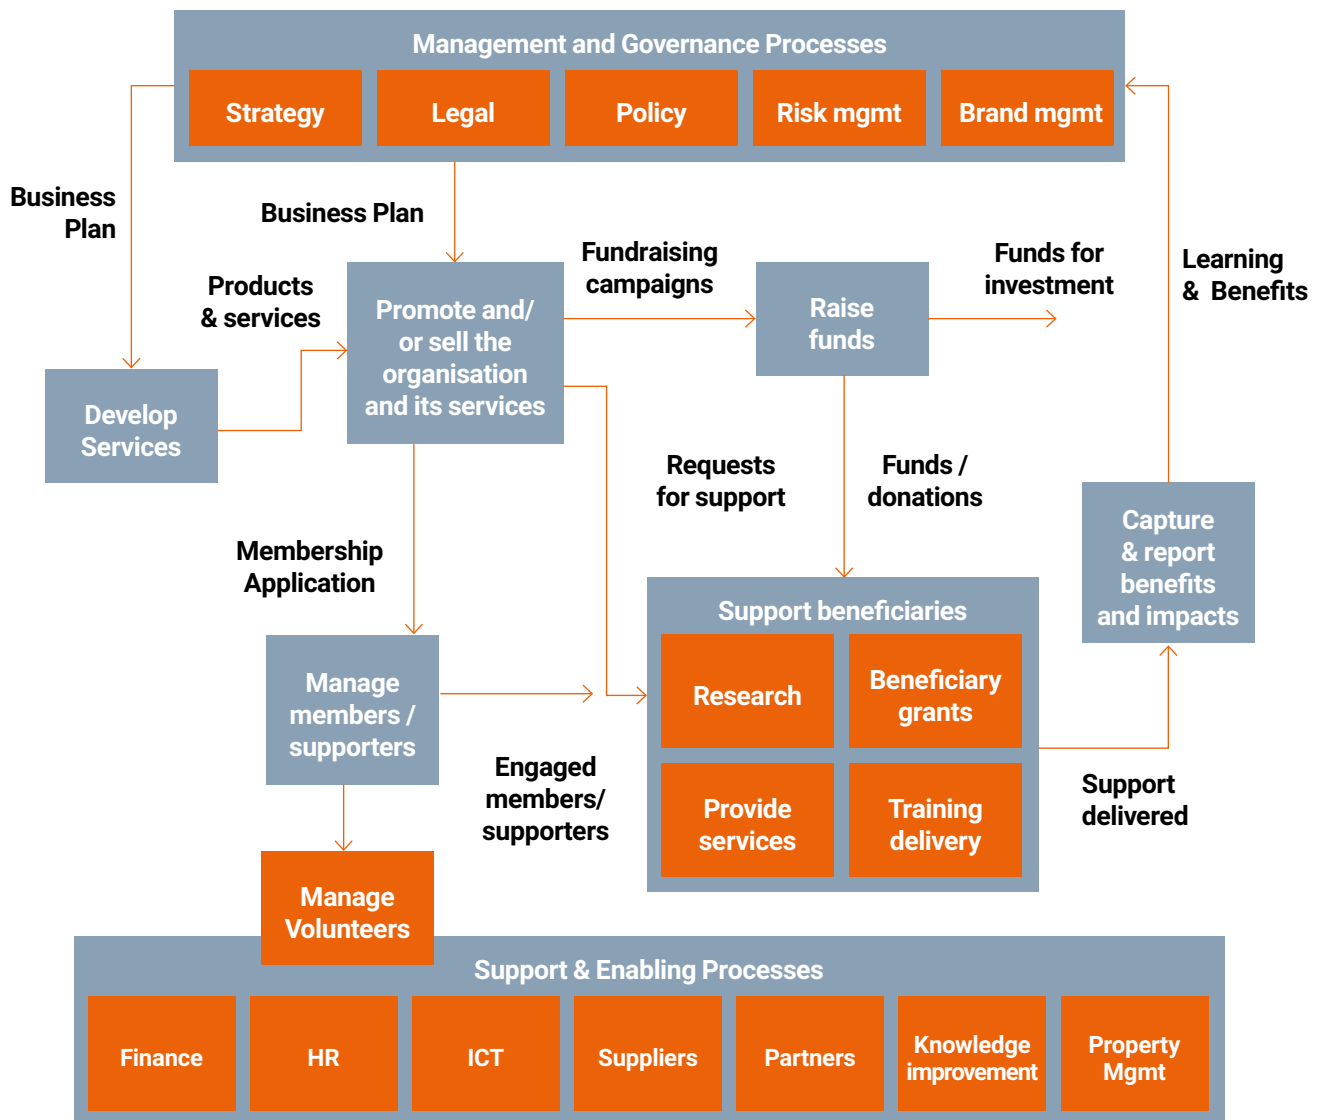 Management and Governance Processes
Strategy
Legal
Policy
Risk mgmt
Brand mgmt
Business
Plan
Business Plan
Products
& services
Fundraising
campaigns
Funds for
investment
Learning
& Benefits
Develop
Services
Promote and/
or sell the
organisation
and its services
Raise
funds
Requests
for support
Funds /
donations
Membership
Application
Capture
& report
benefits
and impacts
Manage
members /
supporters
Engaged
members/
supporters
Support beneficiaries
Research
Beneficiary
grants
Provide
services
Training
delivery
Support
delivered
Manage
Volunteers
Support & Enabling Processes
Finance
HR
ICT
Suppliers
Partners
Knowledge
improvement
Property
Mgmt